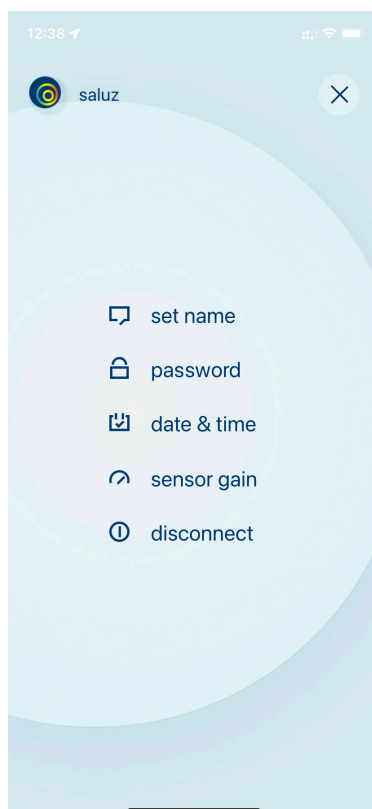 12:38
saluz
set name
password
date & time
sensor gain
disconnect